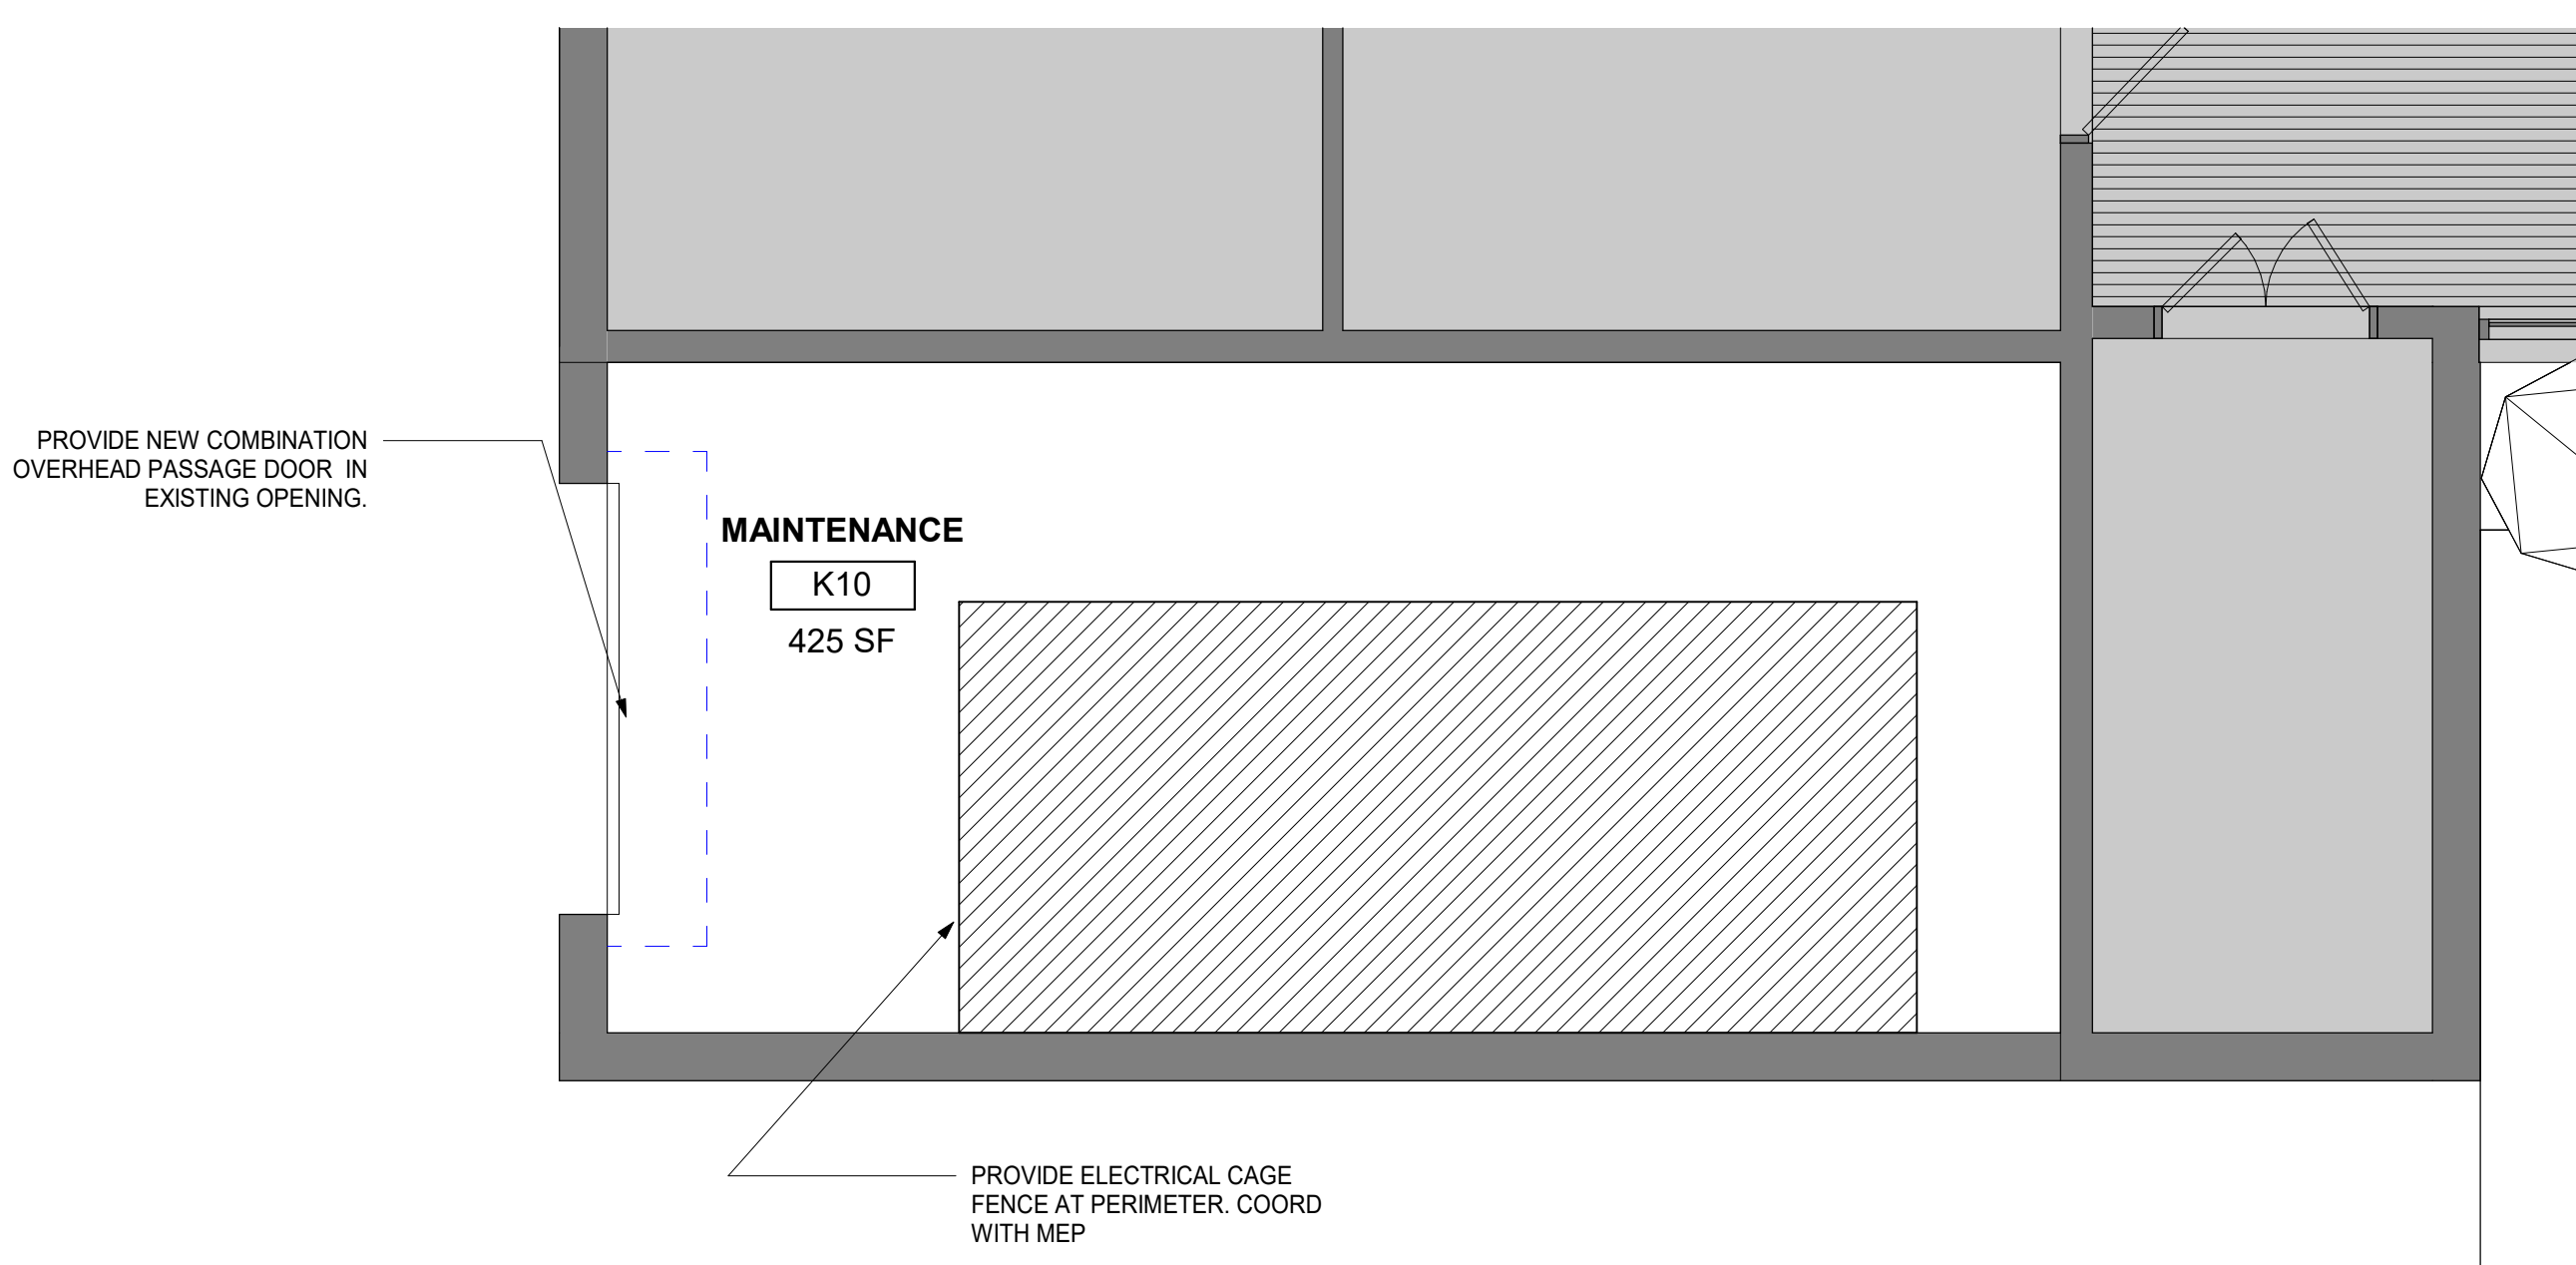 PROVIDE NEW COMBINATION
OVERHEAD PASSAGE DOOR  IN
EXISTING OPENING.
MAINTENANCE
K10
425 SF
PROVIDE ELECTRICAL CAGE
FENCE AT PERIMETER. COORD
WITH MEP